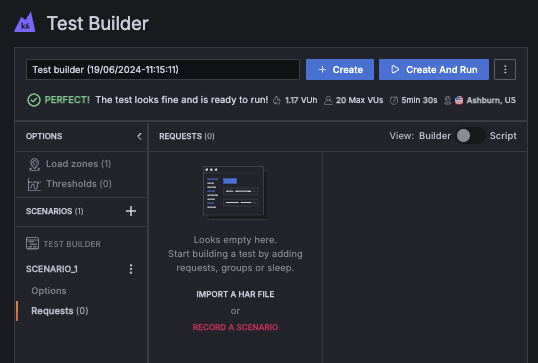 k6 Test Builder
Test builder (19/06/2024-11:15:11) + Create Create And Run
PERFECT! The test looks fine and is ready to run! 1.17 VUh 20 Max VUs 5min 30s Ashburn, US
OPTIONS
REQUESTS (0)
View: Builder Script
Load zones (1)
Thresholds (0)
SCENARIOS (1) +
TEST BUILDER
SCENARIO_1
Options
Requests (0)
Looks empty here.
Start building a test by adding
requests, groups or sleep.
IMPORT A HAR FILE
or
RECORD A SCENARIO